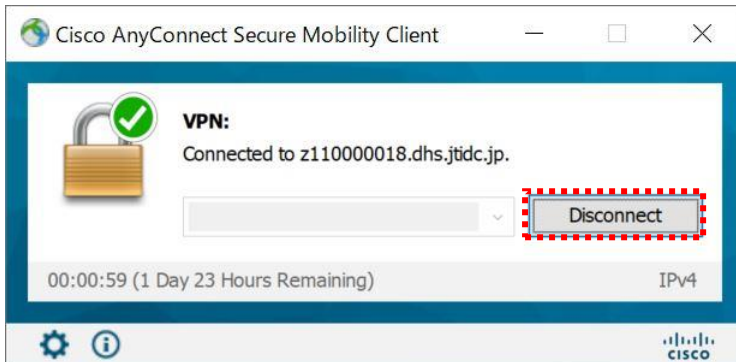 Cisco AnyConnect Secure Mobility Client
VPN:
Connected to z110000018.dhs.jtidc.jp.
Disconnect
00:00:59 (1 Day 23 Hours Remaining)
IPv4
CISCO